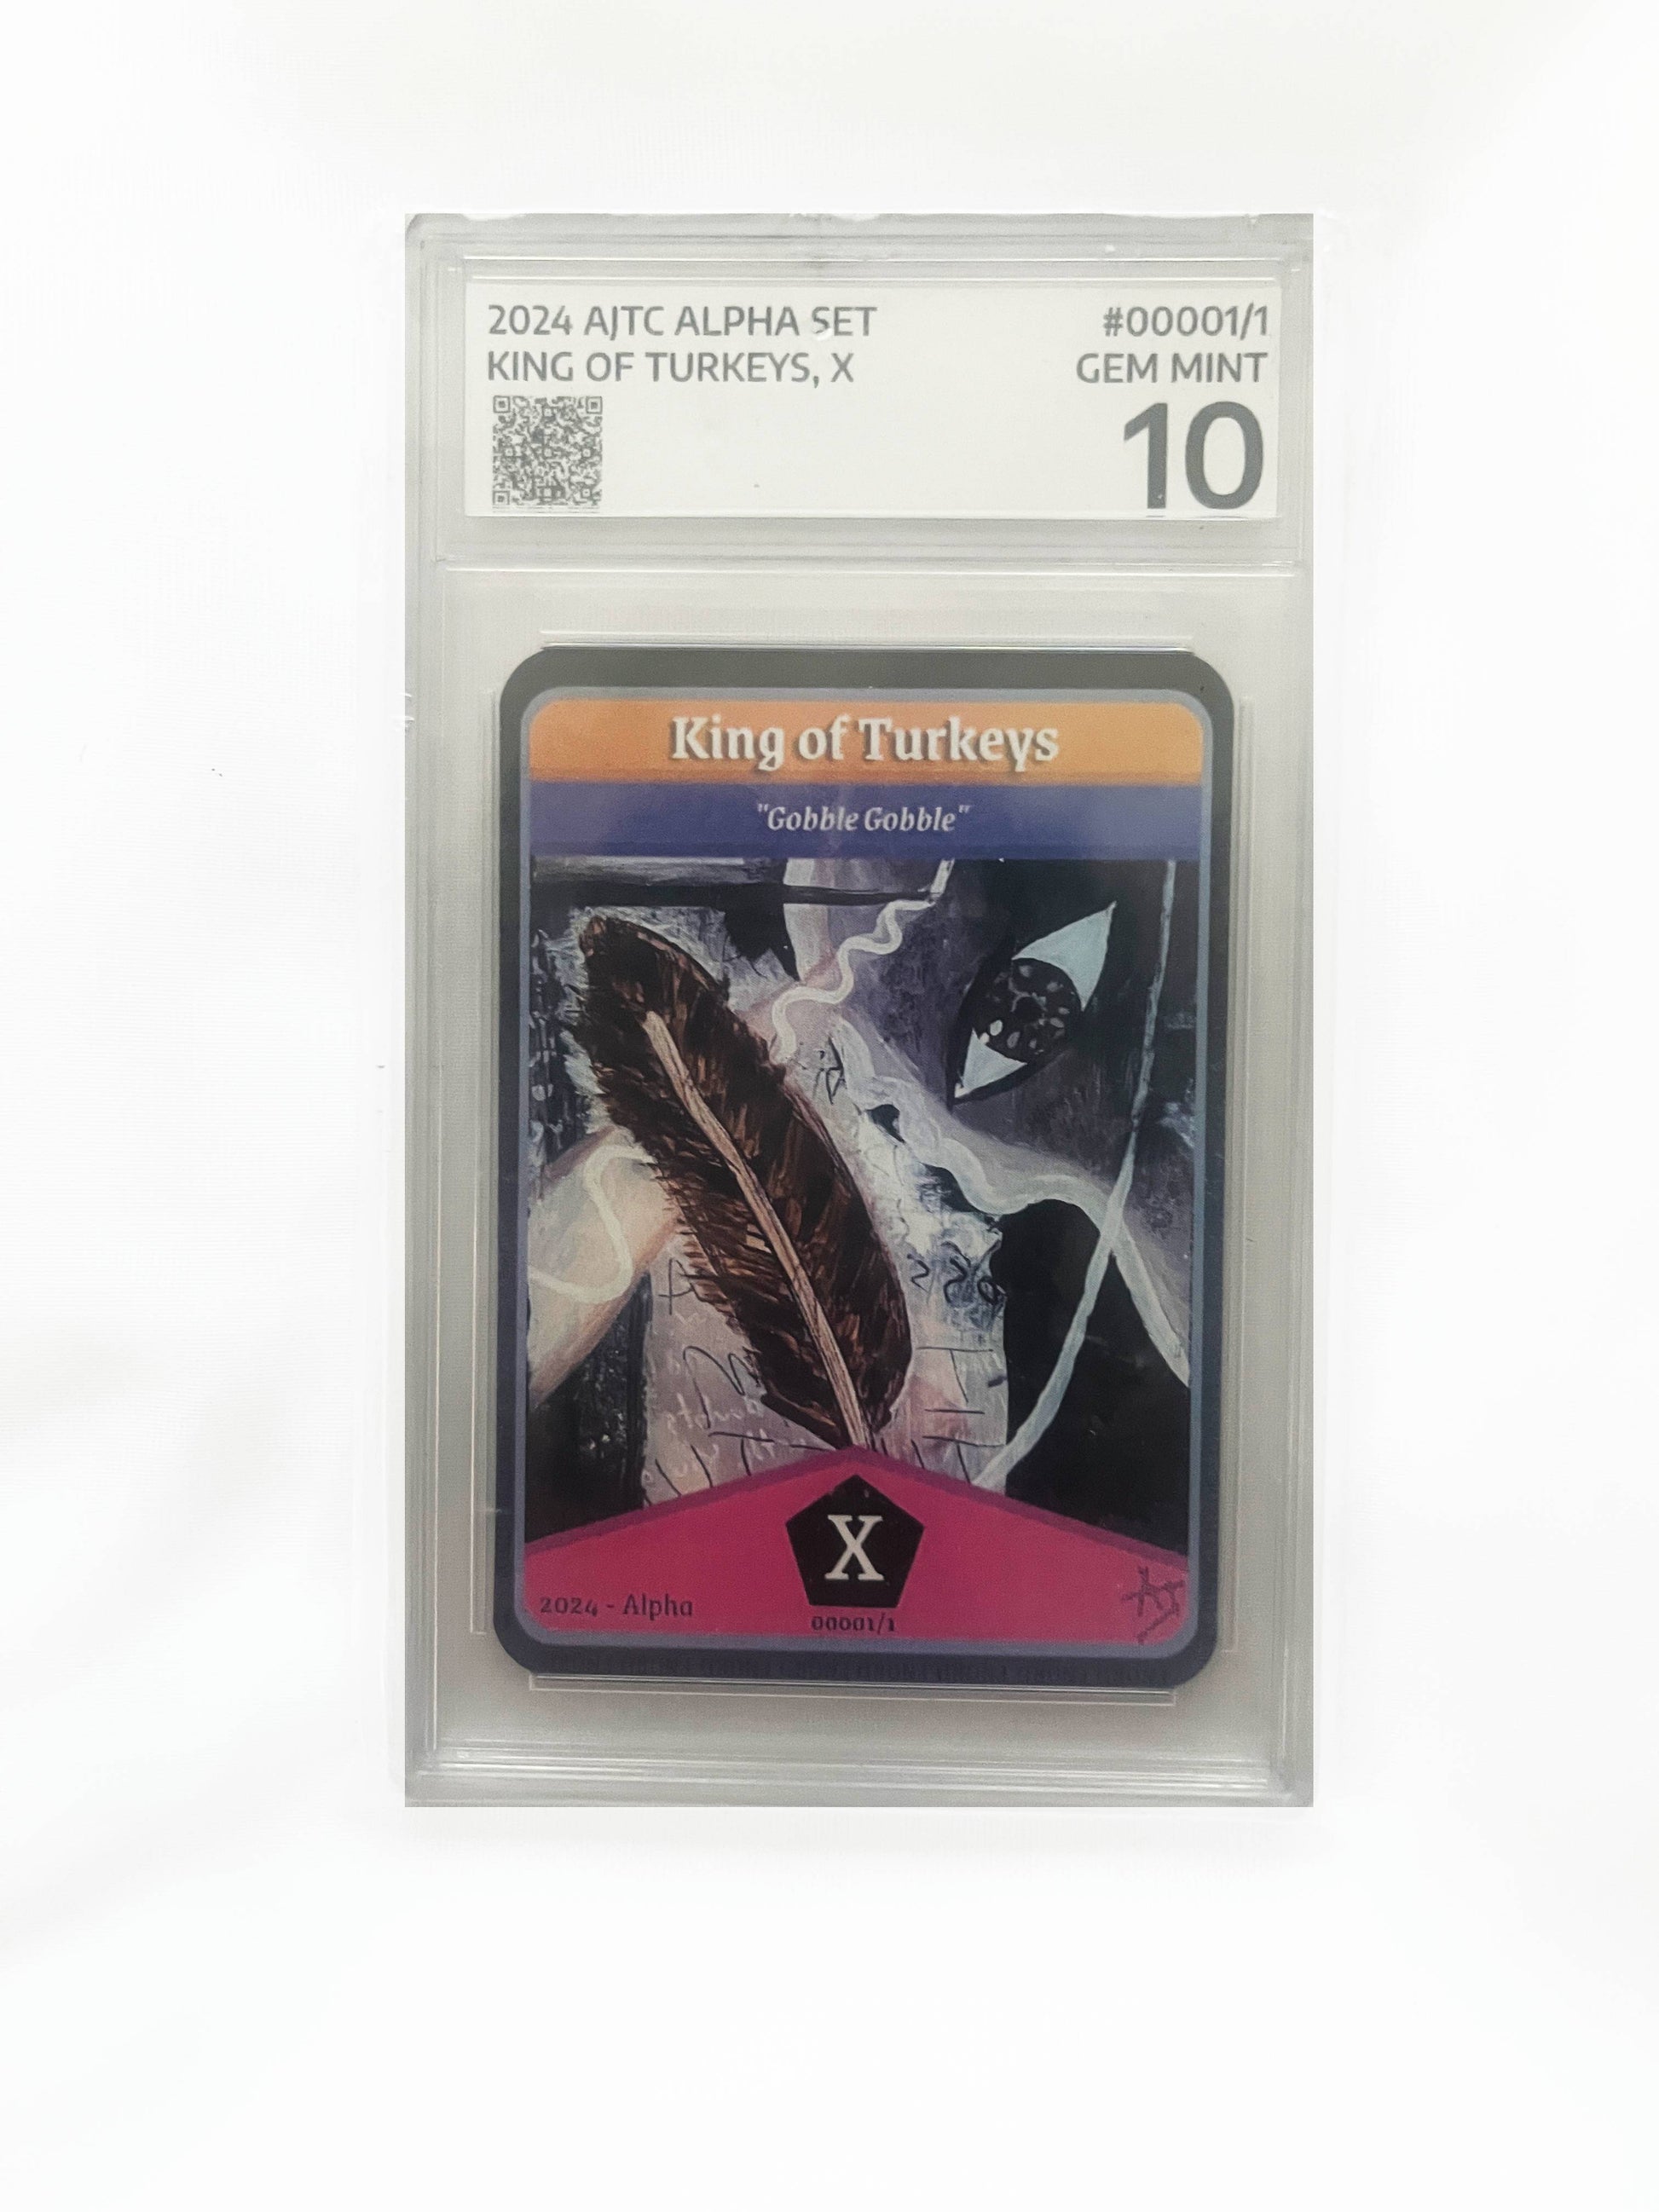 2024 AJTC ALPHA SET
#00001/1
KING OF TURKEYS, X
GEM MINT
10
King of Turkeys
"Gobble Gobble"
X
2024 - Alpha
00001/1
AJ